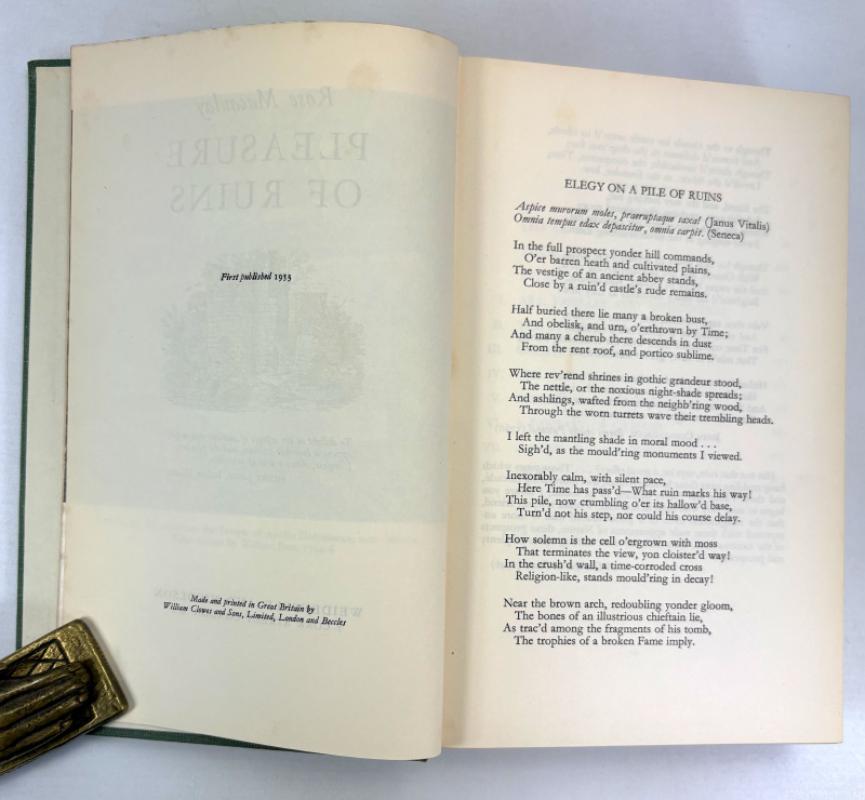 First published 1953
Made and printed in Great Britain by
William Clowes and Sons, Limited, London and Beccles
ELEGY ON A PILE OF RUINS
Aspice murorum moles, praeruptaque saxa! (Janus Vitalis)
Omnia tempus edax depascitur, omnia carpit. (Seneca)
In the full prospect yonder hill commands,
O'er barren heath and cultivated plains,
The vestige of an ancient abbey stands,
Close by a ruin'd castle's rude remains.
Half buried there lie many a broken bust,
And obelisk, and urn, o'erthrown by Time;
And many a cherub there descends in dust
From the rent roof, and portico sublime.
Where rev'rend shrines in gothic grandeur stood,
The nettle, or the noxious night-shade spreads;
And ashlings, wafted from the neighb'ring wood,
Through the worn turrets wave their trembling heads.
I left the mantling shade in moral mood . . .
Sigh'd, as the mould'ring monuments I viewed.
Inexorably calm, with silent pace,
Here Time has pass'd—What ruin marks his way!
This pile, now crumbling o'er its hallow'd base,
Turn'd not his step, nor could his course delay.
How solemn is the cell o'ergrown with moss
That terminates the view, yon cloister'd way!
In the crush'd wall, a time-corroded cross
Religion-like, stands mould'ring in decay!
Near the brown arch, redoubling yonder gloom,
The bones of an illustrious chieftain lie,
As trac'd among the fragments of his tomb,
The trophies of a broken Fame imply.
Rose Macaulay
PLEASURE
OF RUINS